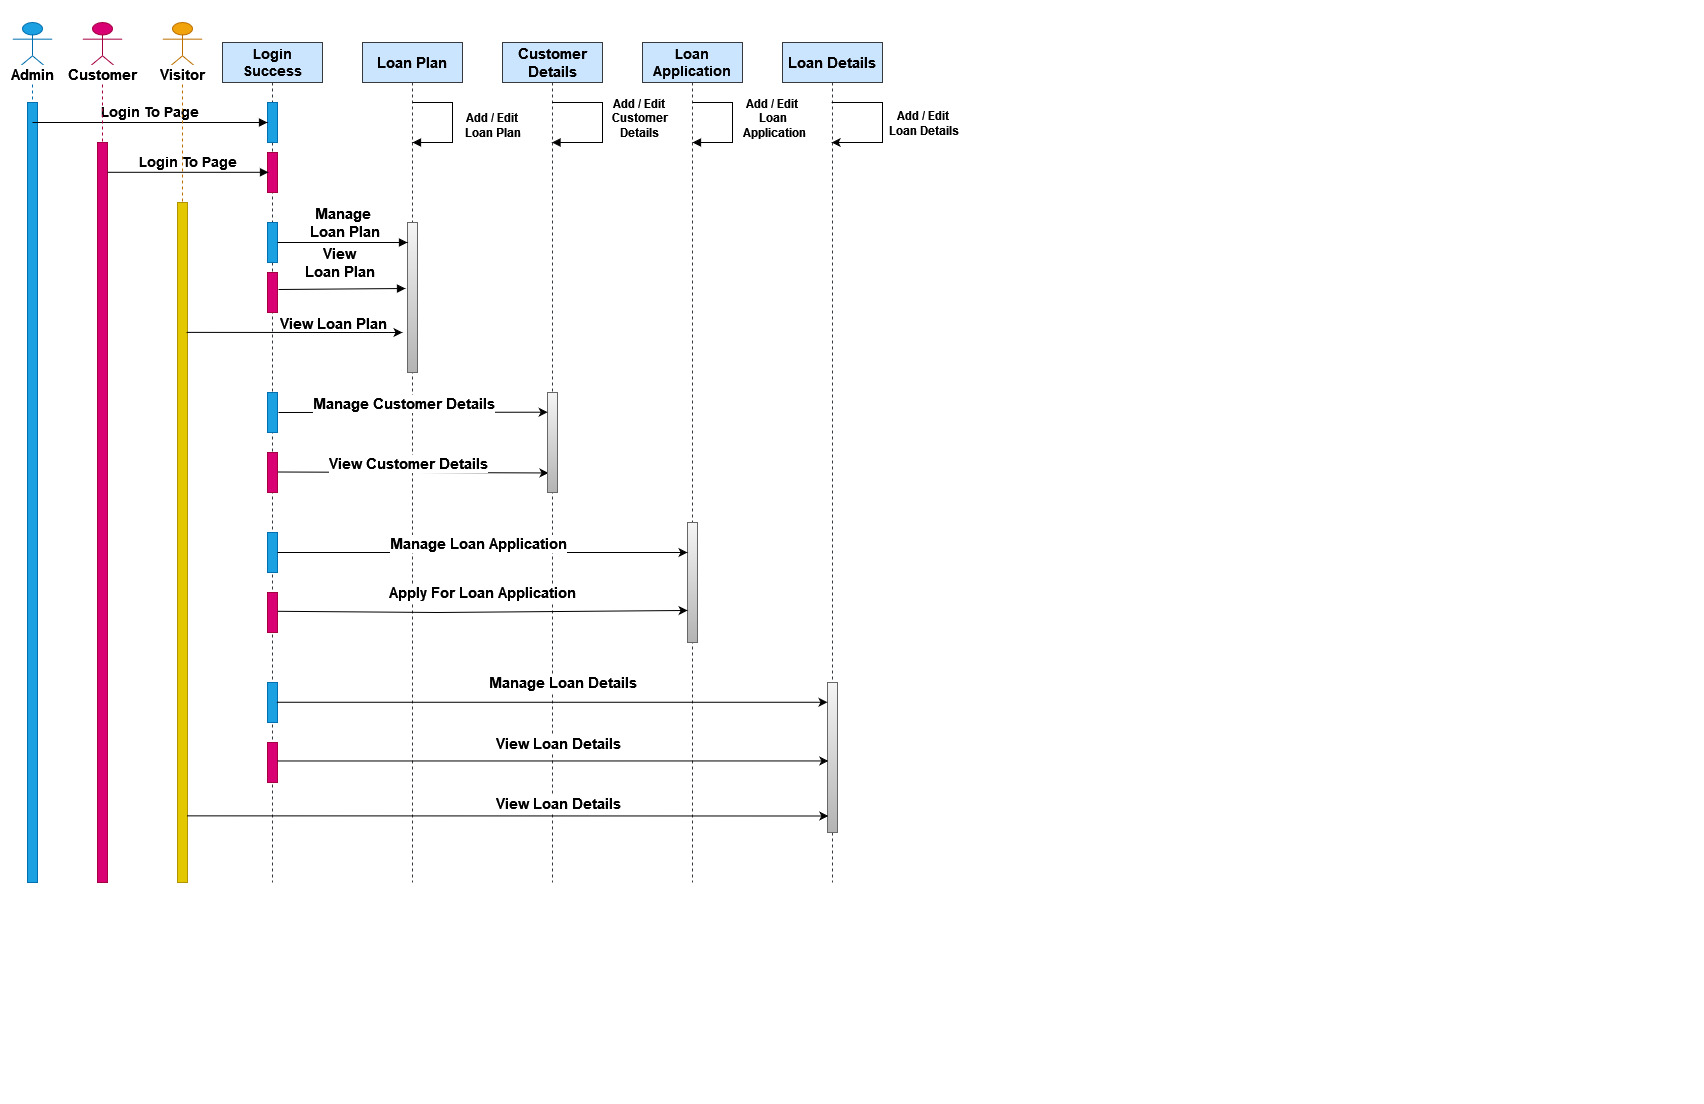 Admin
Customer
Visitor
Login
Success
Loan Plan
Customer
Details
Loan
Application
Loan Details
Login To Page
Add / Edit
Loan Plan
Add / Edit
Customer
Details
Add / Edit
Loan
Application
Add / Edit
Loan Details
Login To Page
Manage
Loan Plan
View
Loan Plan
View Loan Plan
Manage Customer Details
View Customer Details
Manage Loan Application
Apply For Loan Application
Manage Loan Details
View Loan Details
View Loan Details